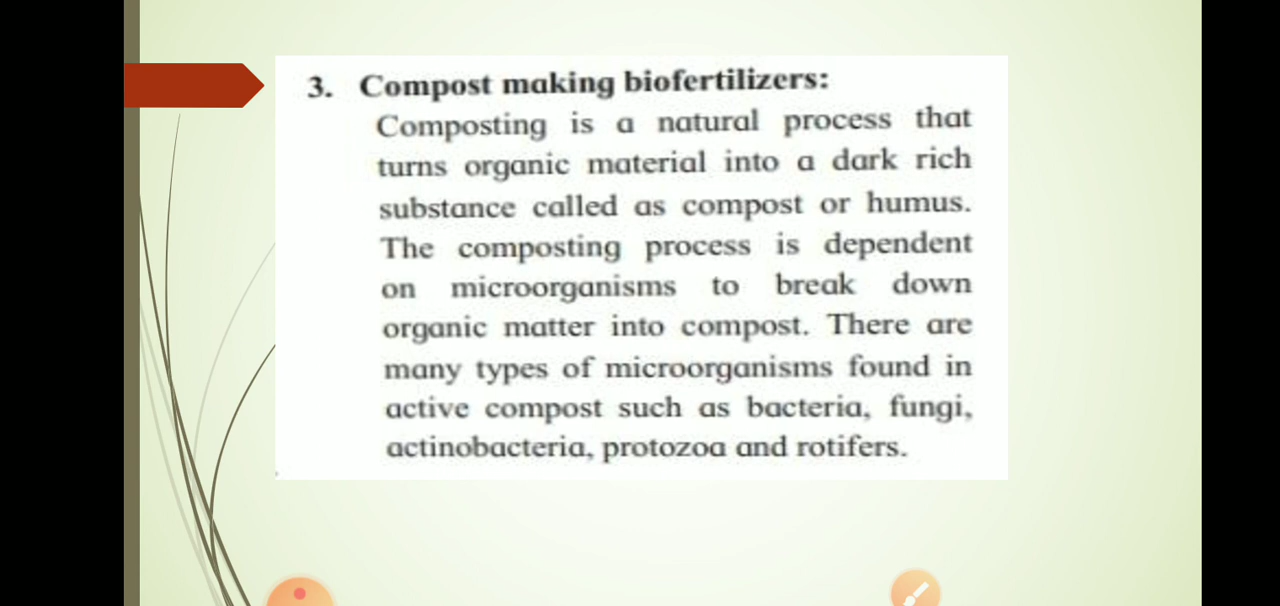 3. Compost making biofertilizers:
Composting is a natural process that
turns organic material into a dark rich
substance called as compost or humus.
The composting process is dependent
on microorganisms to break down
organic matter into compost. There are
many types of microorganisms found in
active compost such as bacteria, fungi,
actinobacteria, protozoa and rotifers.